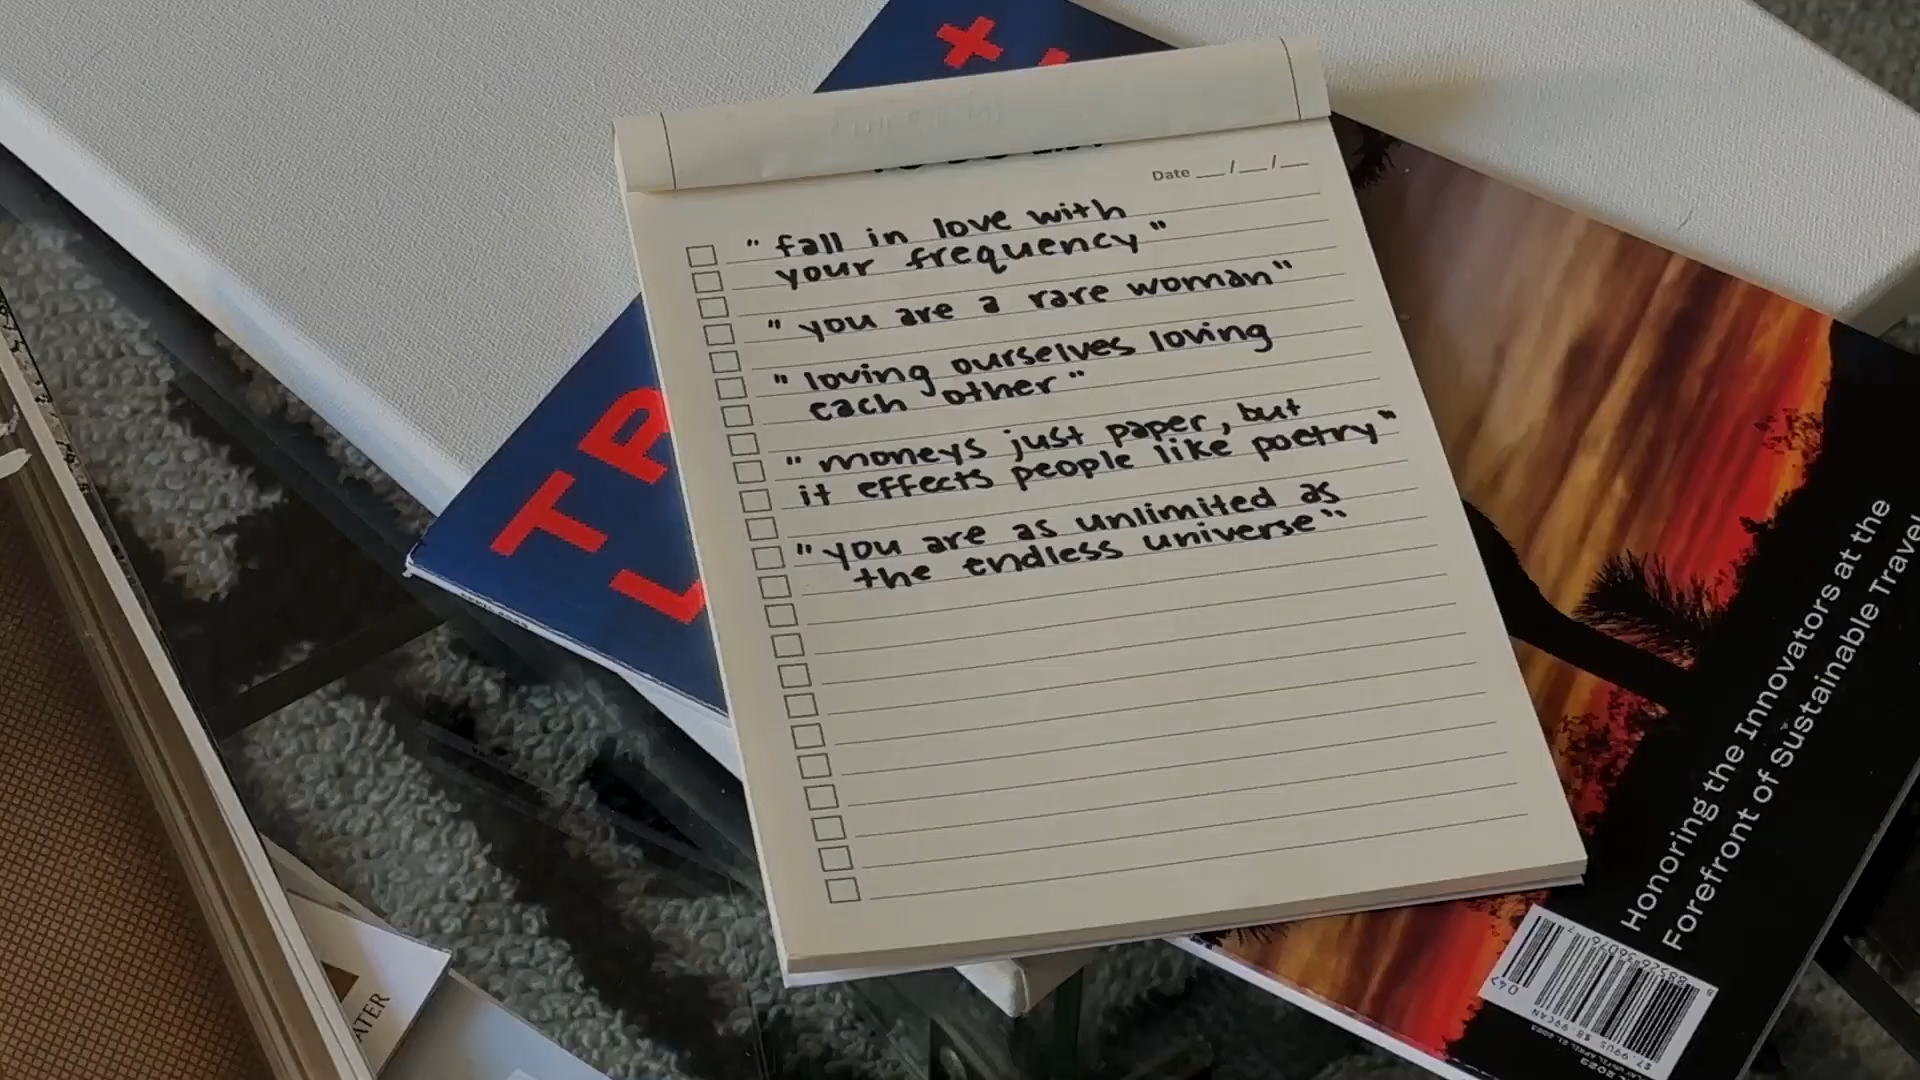 Date __/__/__
"fall in love with
your frequency"
"you are a rare woman"
"loving ourselves loving
each other"
"moneys just paper, but
it effects people like poetry"
"you are as unlimited as
the endless universe"
Honoring the Innovators at the
Forefront of Sustainable Travel